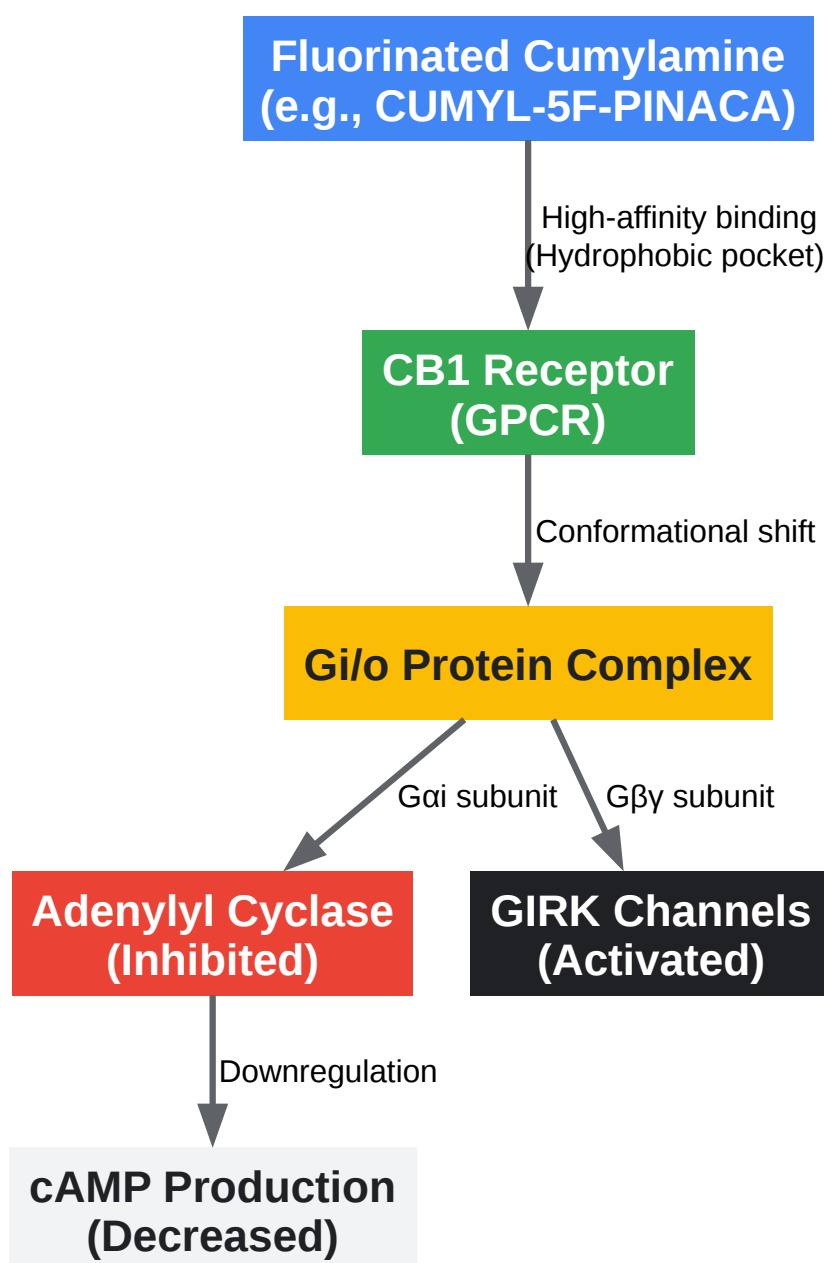 Fluorinated Cumylamine
(e.g., CUMYL-5F-PINACA)
High-affinity binding
(Hydrophobic pocket)
CB1 Receptor
(GPCR)
Conformational shift
Gi/o Protein Complex
Gαi subunit
Gβγ subunit
Adenylyl Cyclase
(Inhibited)
GIRK Channels
(Activated)
Downregulation
cAMP Production
(Decreased)